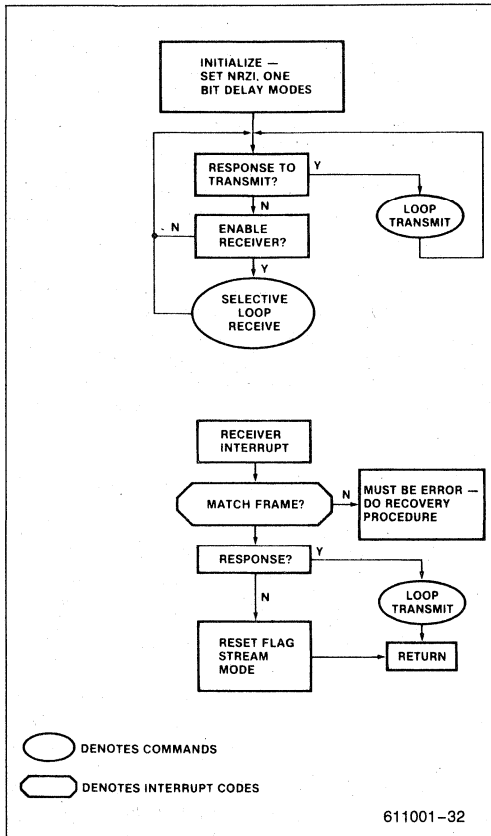 INITIALIZE —
SET NRZI, ONE
BIT DELAY MODES
RESPONSE TO
TRANSMIT?
Y
N
LOOP
TRANSMIT
N
ENABLE
RECEIVER?
Y
SELECTIVE
LOOP
RECEIVE
RECEIVER
INTERRUPT
MATCH FRAME?
N
MUST BE ERROR —
DO RECOVERY
PROCEDURE
RESPONSE?
Y
N
LOOP
TRANSMIT
RESET FLAG
STREAM
MODE
RETURN
DENOTES COMMANDS
DENOTES INTERRUPT CODES
611001–32